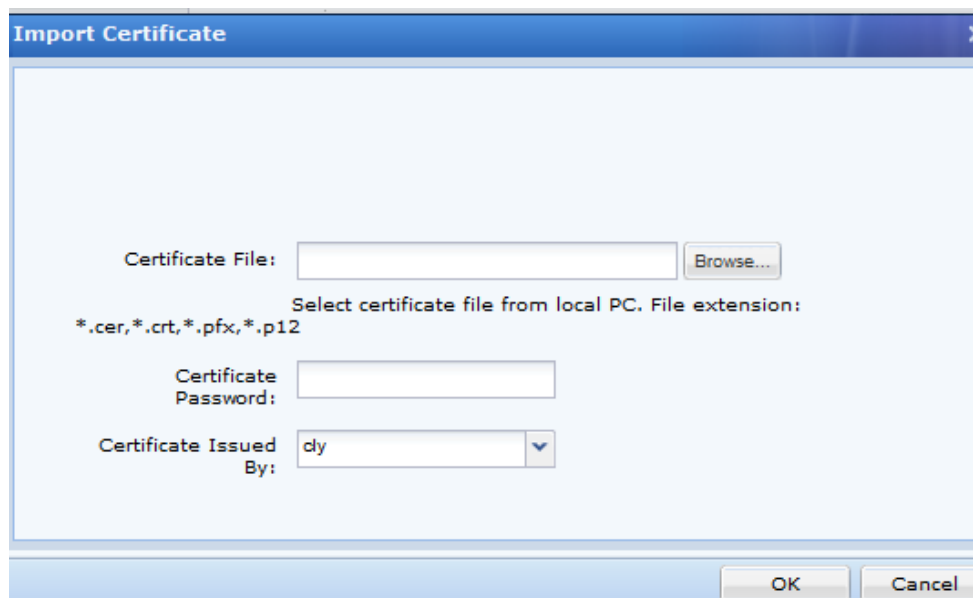 Import Certificate
Certificate File:
Browse...
Select certificate file from local PC. File extension:
*.cer,*.crt,*.pfx,*.p12
Certificate
Password:
Certificate Issued
By:
cly
OK
Cancel